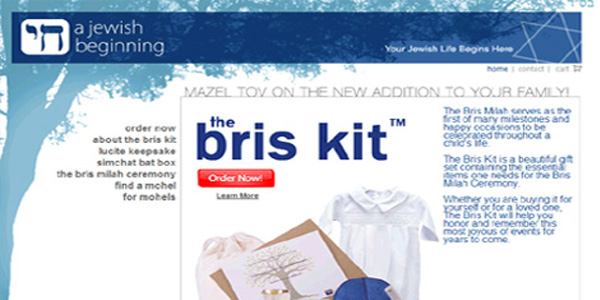 חי
a jewish
beginning
Your Jewish Life Begins Here
home | contact | cart
MAZEL TOV ON THE NEW ADDITION TO YOUR FAMILY!
order now
about the bris kit
lucite keepsake
simchat bat box
the bris milah ceremony
find a mohel
for mohels
the
bris kit™
Order Now!
Learn More
The Bris Milah serves as the
first of many milestones and
happy occasions to be
celebrated throughout a
child's life.
The Bris Kit is a beautiful gift
set containing the essential
items one needs for the Bris
Milah Ceremony.
Whether you are buying it for
yourself or for a loved one,
The Bris Kit will help you
honor and remember this
most joyous of events for
years to come.